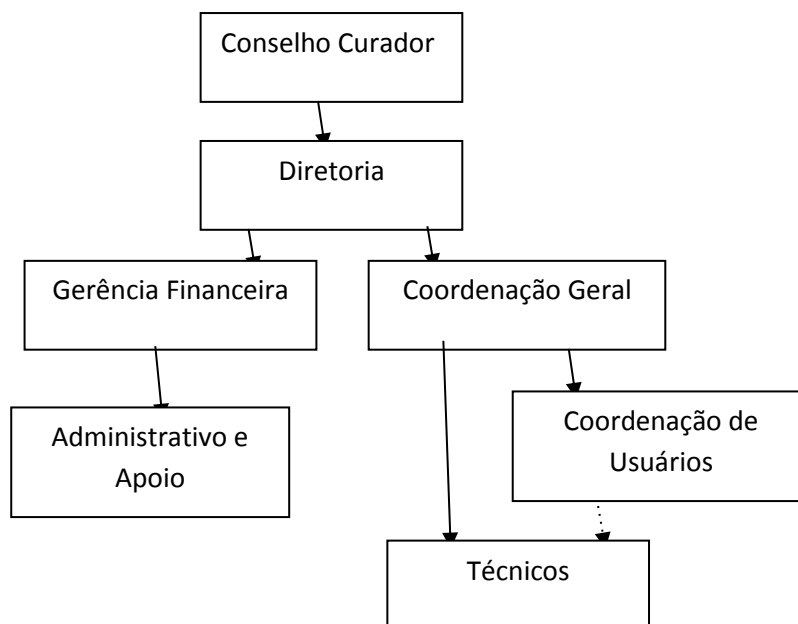 Conselho Curador
Diretoria
Gerência Financeira
Coordenação Geral
Administrativo e
Apoio
Coordenação de
Usuários
Técnicos